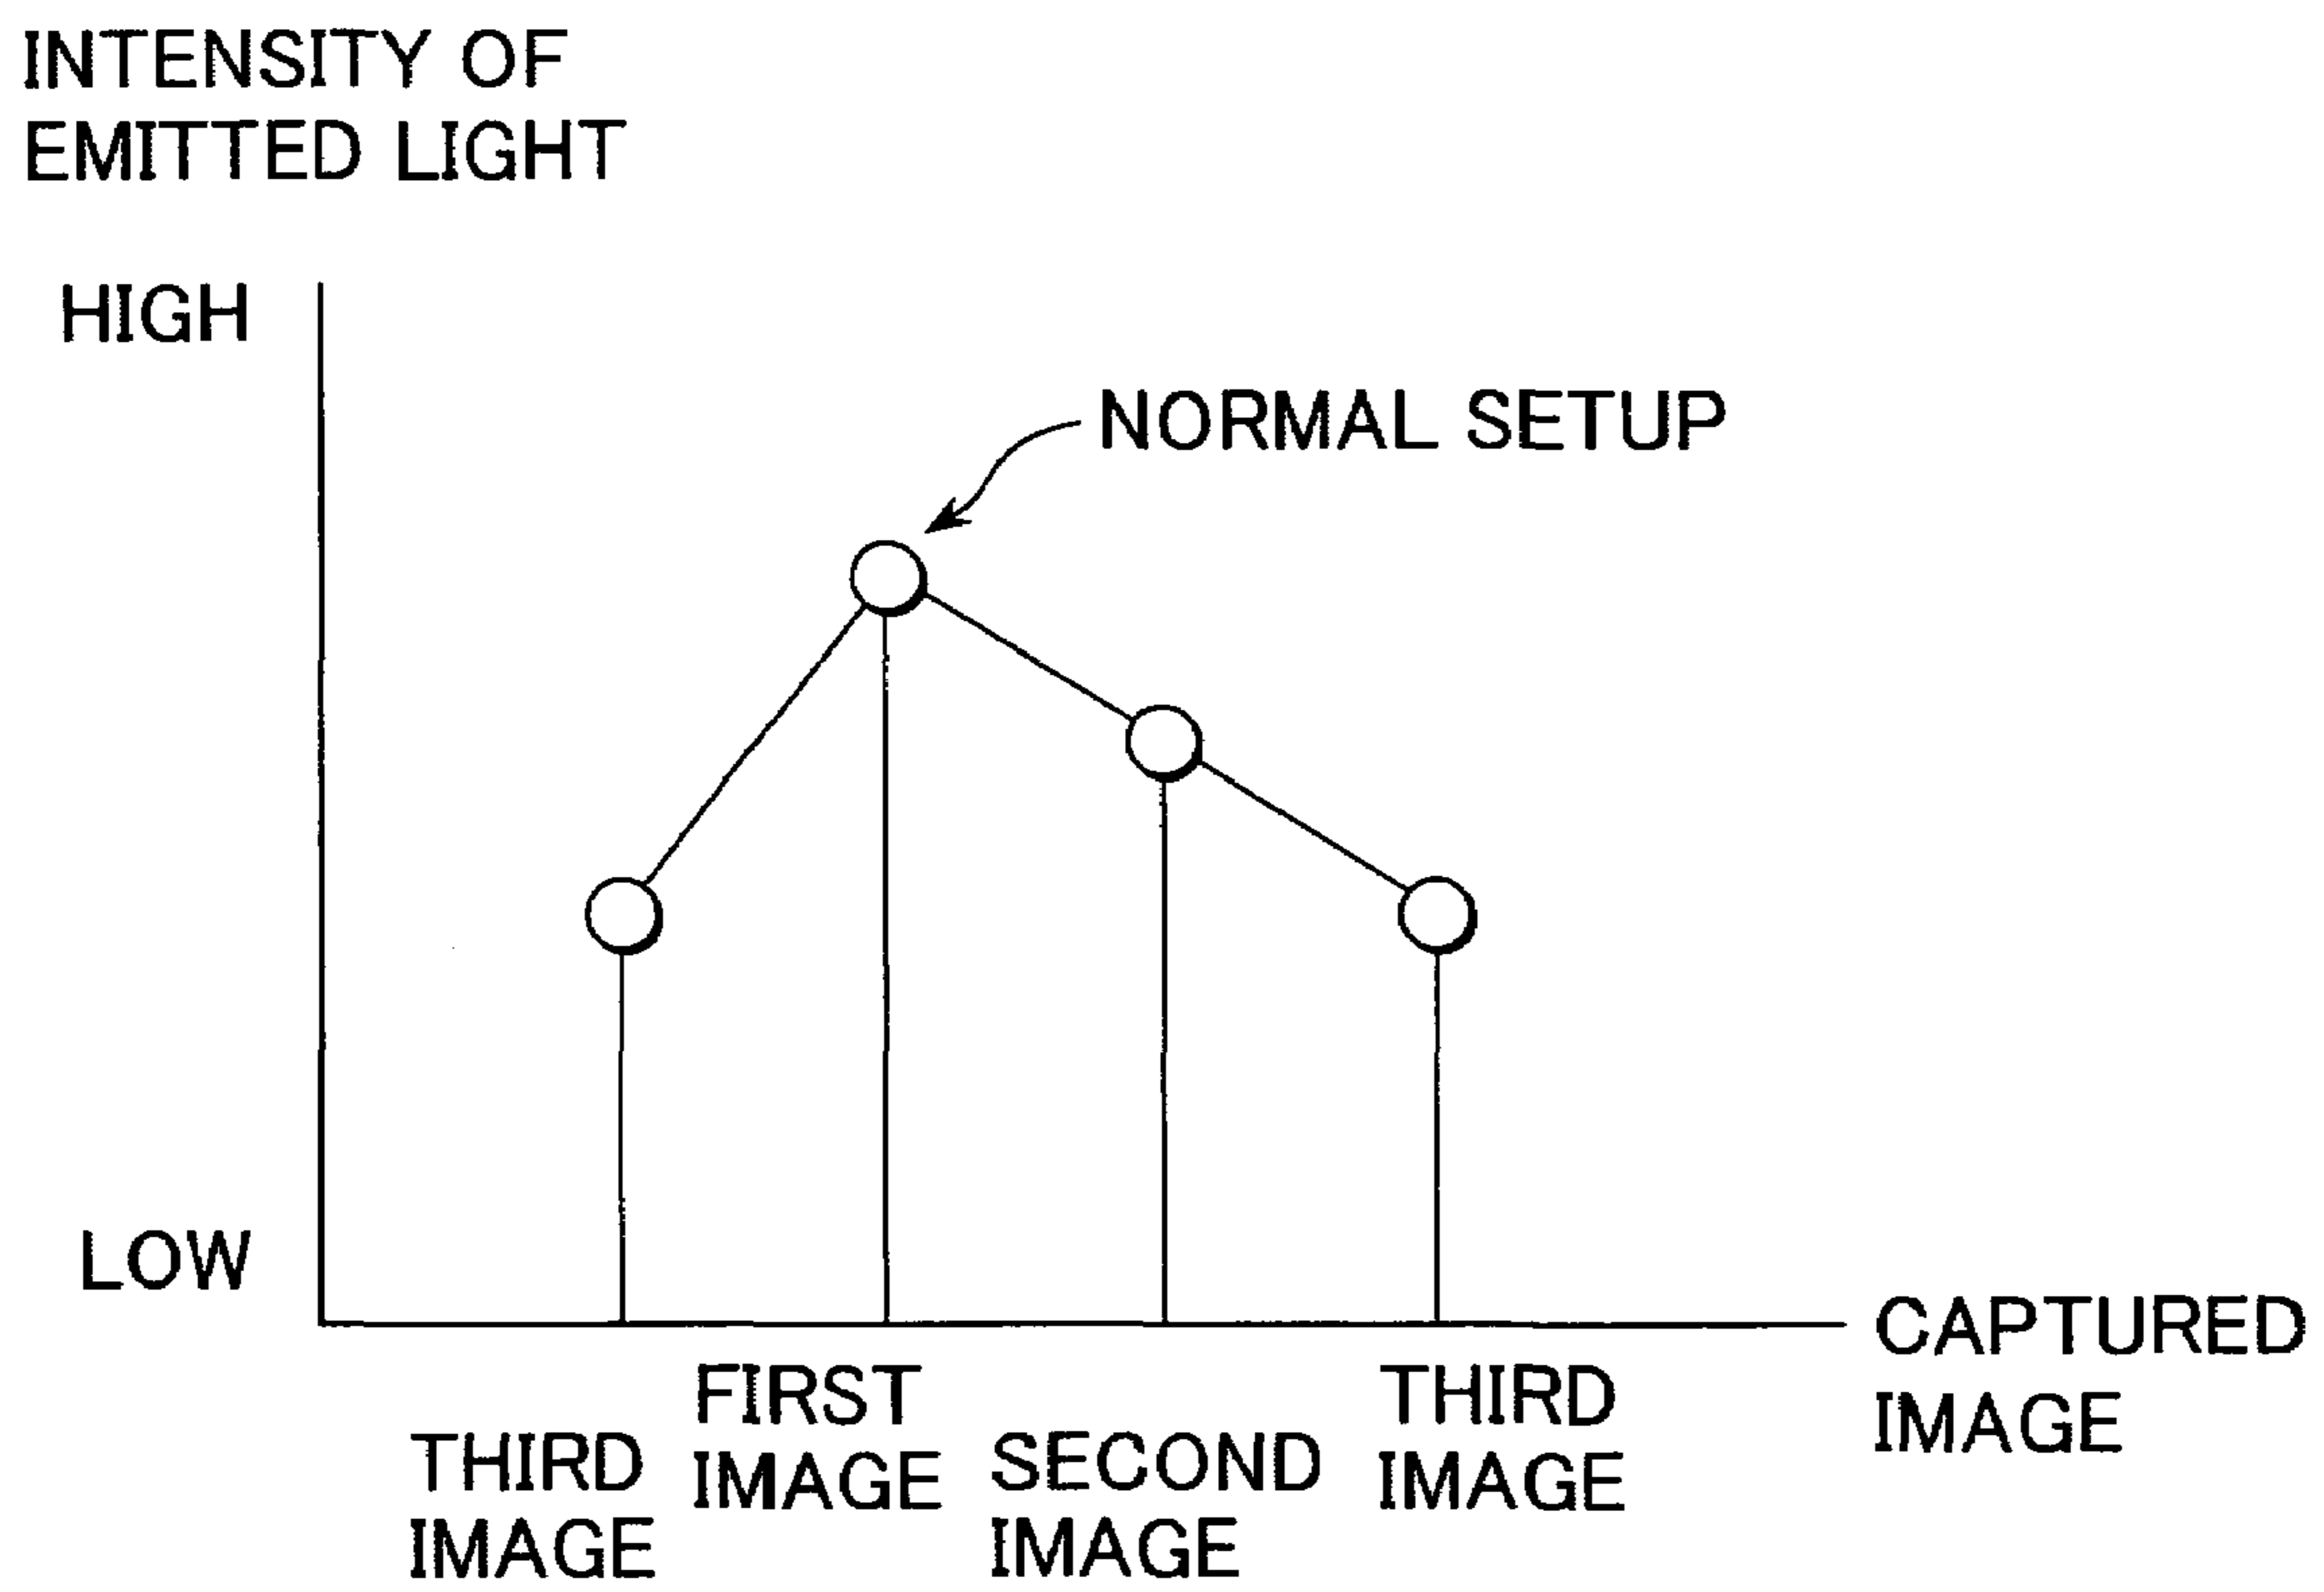 INTENSITY OF
EMITTED LIGHT
HIGH
NORMAL SETUP
LOW
CAPTURED
IMAGE
THIRD
IMAGE
FIRST
IMAGE
SECOND
IMAGE
THIRD
IMAGE